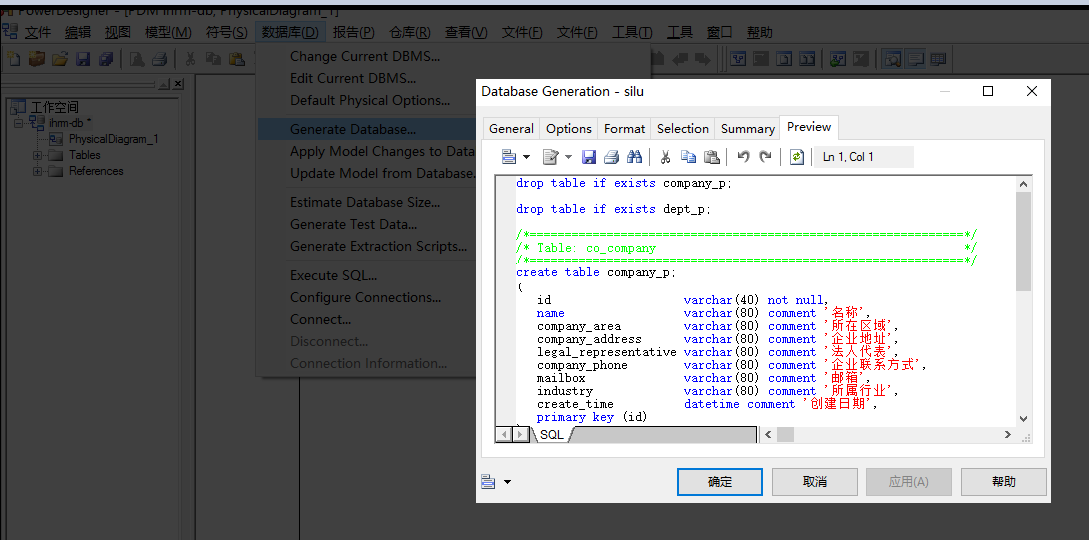 PowerDesigner - [PDM ihrm-db, PhysicalDiagram_1]
文件 编辑 视图 模型(M) 符号(S) 数据库(D) 报告(P) 仓库(R) 查看(V) 文件(F) 文件(F) 工具(T) 工具 窗口 帮助
Change Current DBMS...
Edit Current DBMS...
Default Physical Options...
Generate Database...
Apply Model Changes to Data
Update Model from Database.
Estimate Database Size...
Generate Test Data...
Generate Extraction Scripts...
Execute SQL...
Configure Connections...
Connect...
Disconnect...
Connection Information...
工作空间
ihm-db *
PhysicalDiagram_1
Tables
References
Database Generation - silu
General Options Format Selection Summary Preview
Ln 1, Col 1
drop table if exists company_p;
drop table if exists dept_p;
/*==============================================================*/
/* Table: co_company                                            */
/*==============================================================*/
create table company_p;
(
id varchar(40) not null,
name varchar(80) comment '名称',
company_area varchar(80) comment '所在区域',
company_address varchar(80) comment '企业地址',
legal_representative varchar(80) comment '法人代表',
company_phone varchar(80) comment '企业联系方式',
mailbox varchar(80) comment '邮箱',
industry varchar(80) comment '所属行业',
create_time datetime comment '创建日期',
primary key (id)
SQL
确定 取消 应用(A) 帮助